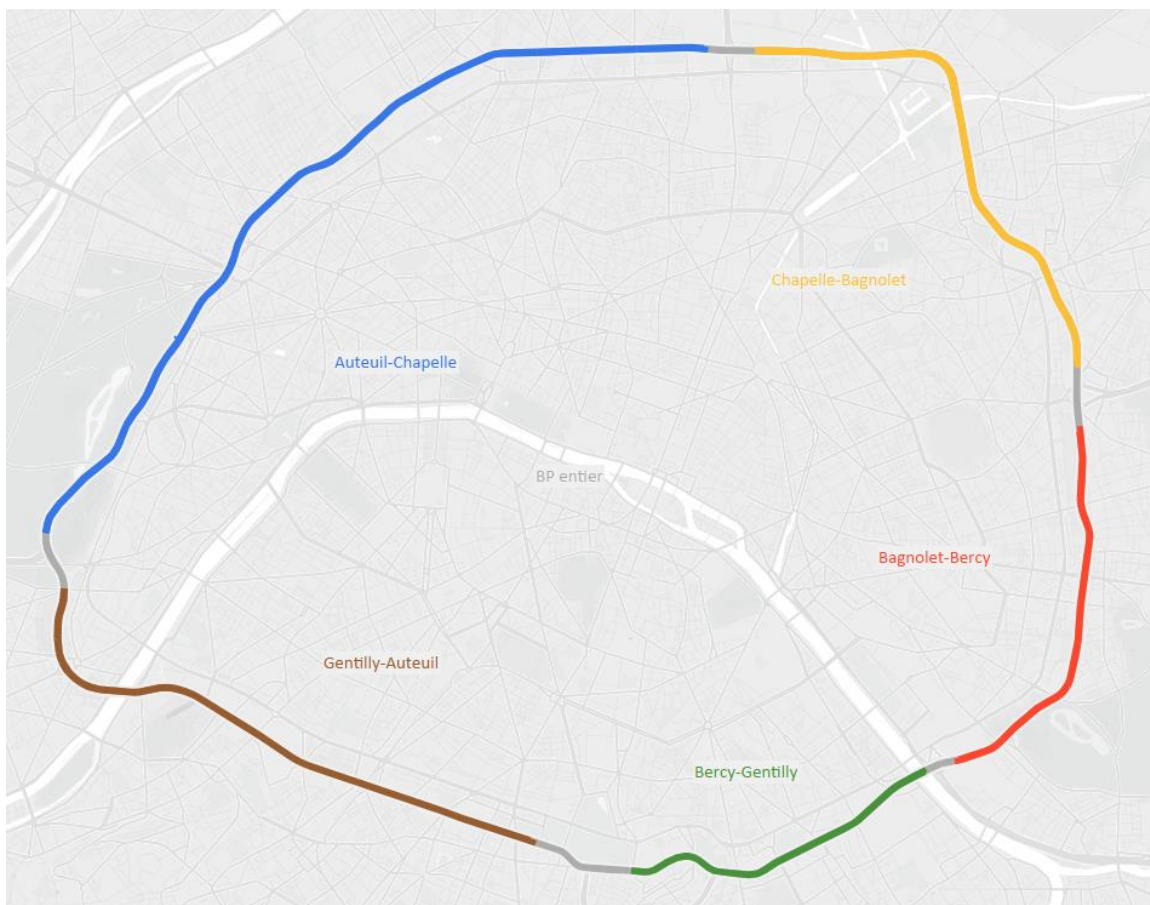 Chapelle-Bagnolet
Auteuil-Chapelle
BP entier
Bagnolet-Bercy
Gentilly-Auteuil
Bercy-Gentilly